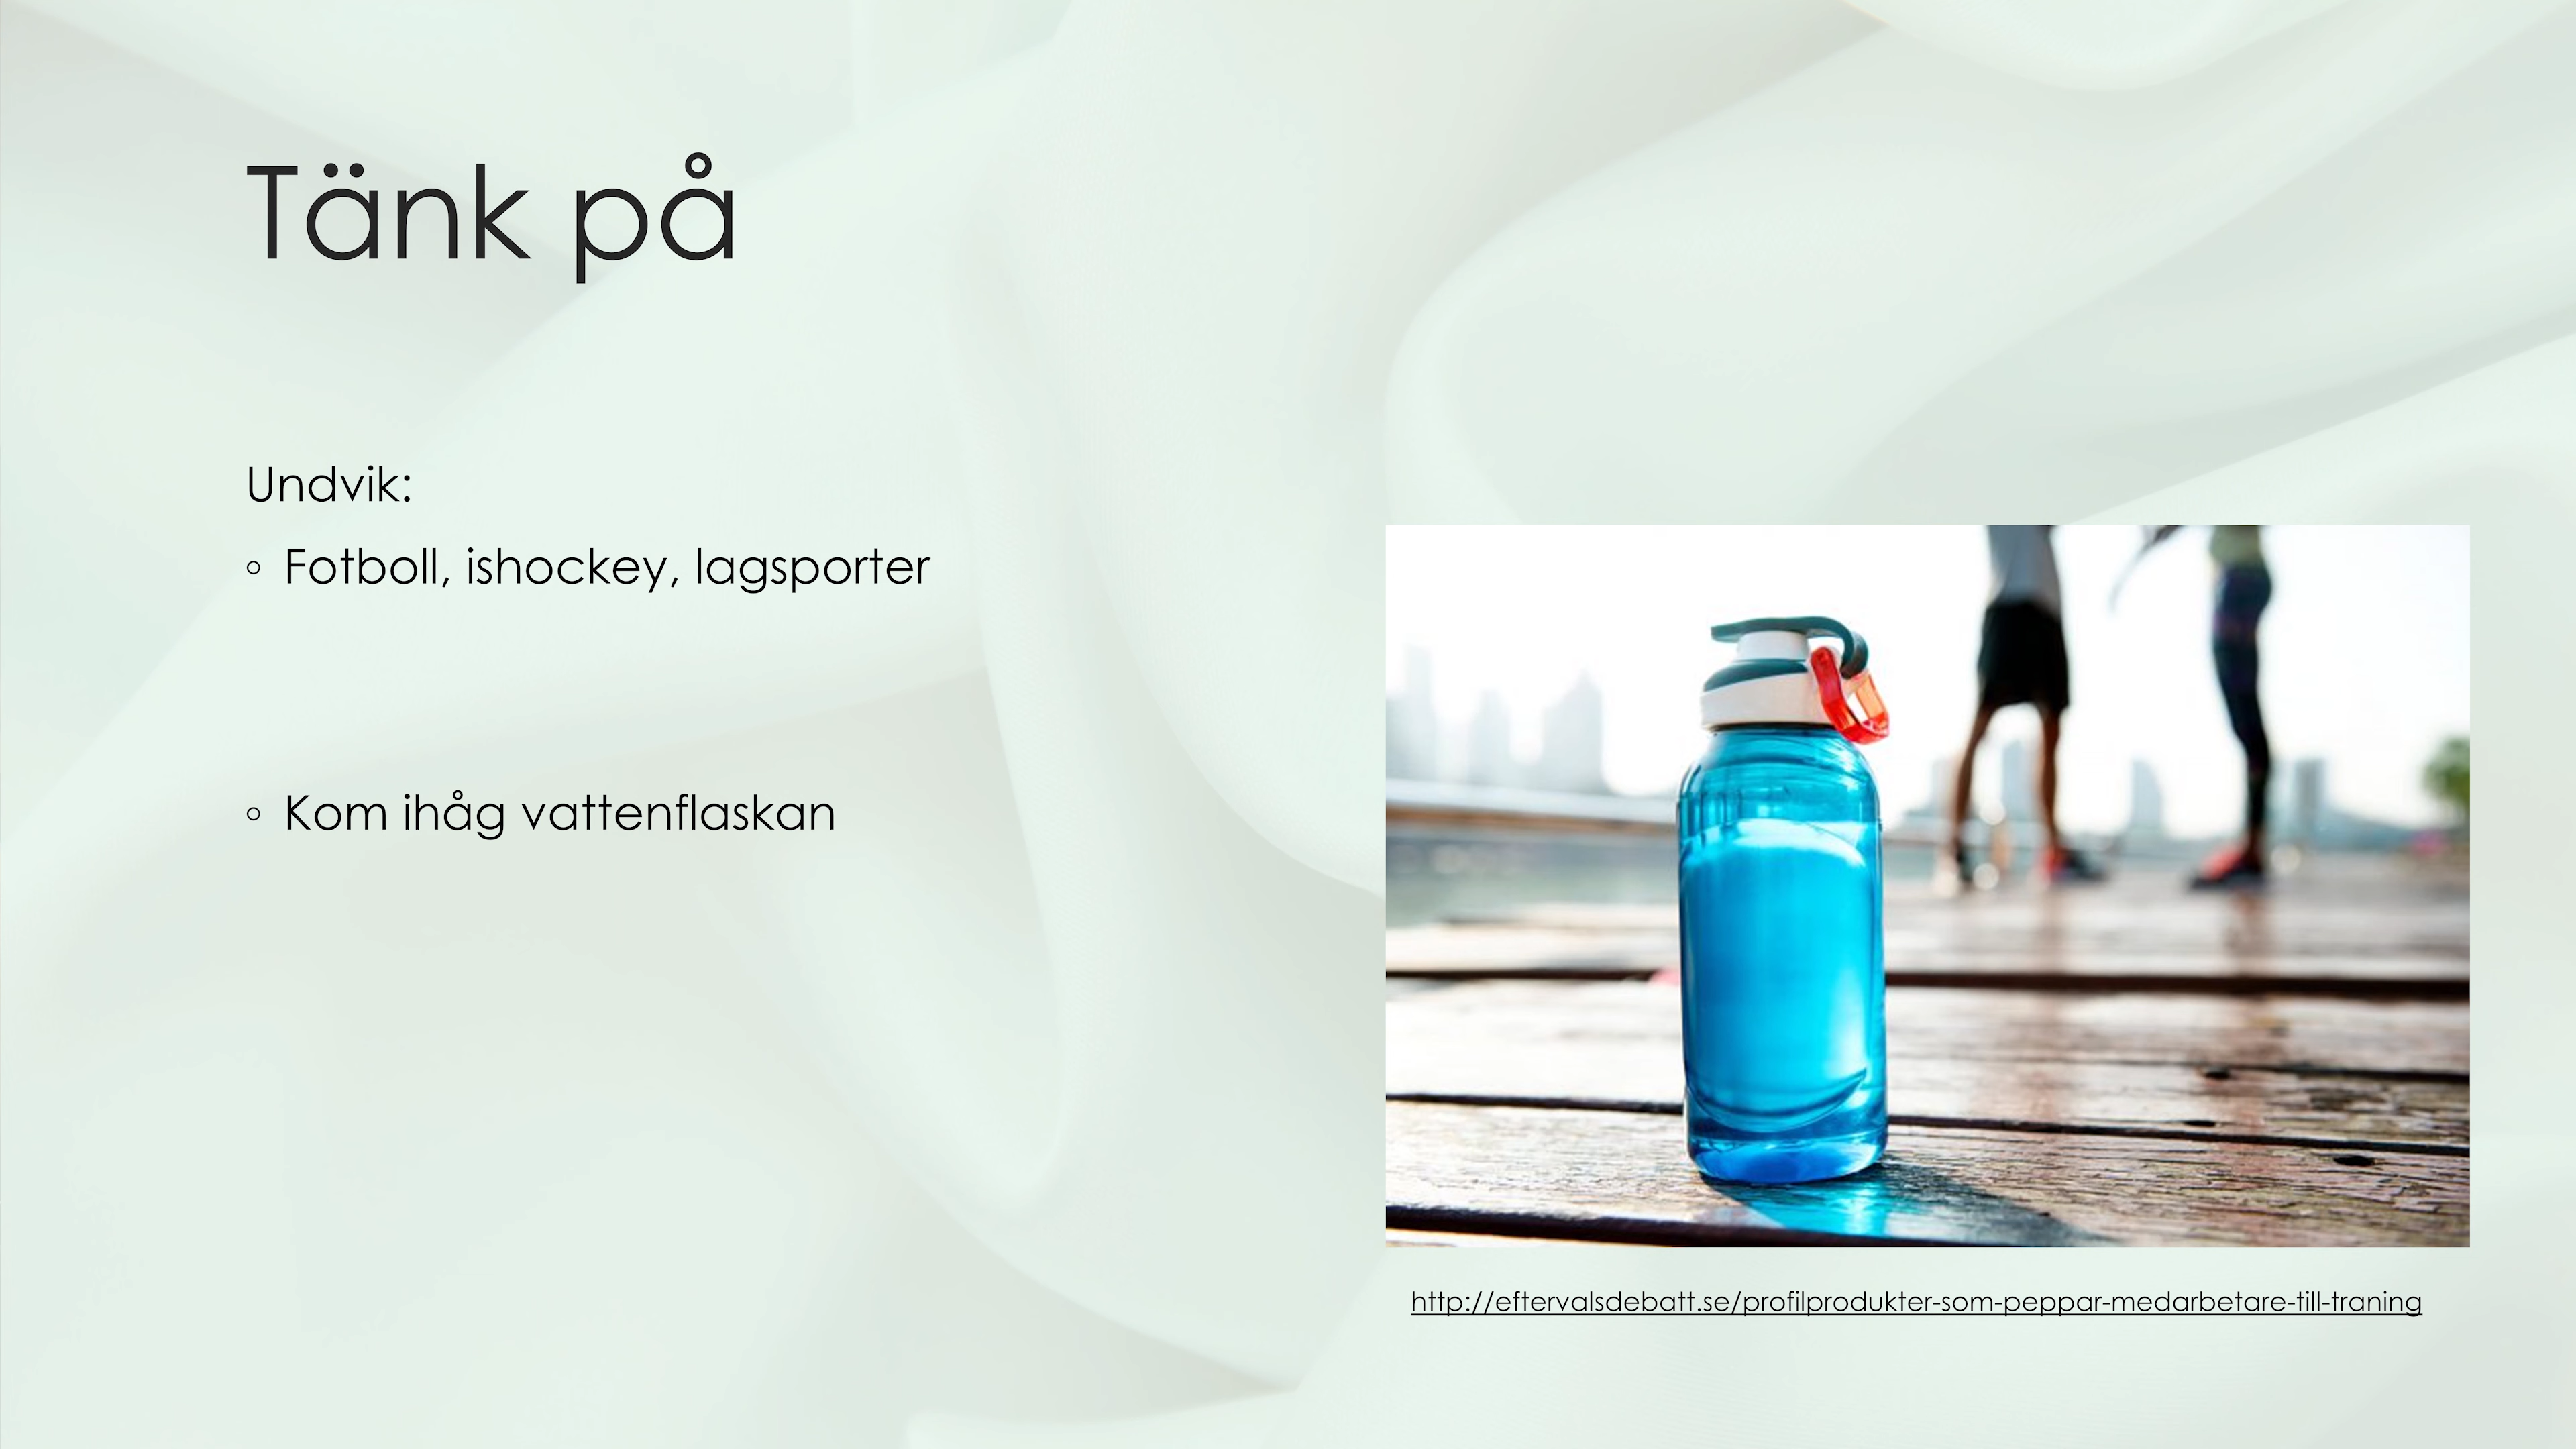 Tänk på
Undvik:
◦ Fotboll, ishockey, lagsporter
◦ Kom ihåg vattenflaskan
http://eftervalsdebatt.se/profilprodukter-som-peppar-medarbetare-till-traning